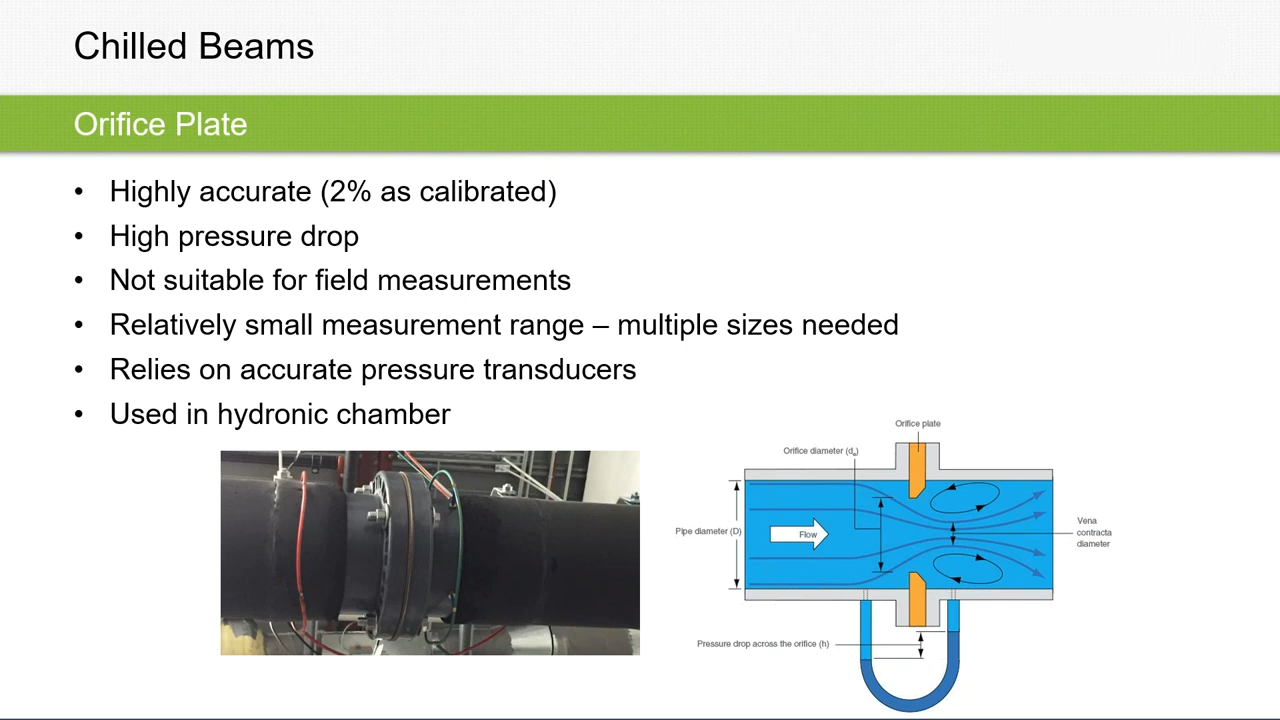 Chilled Beams
Orifice Plate
• Highly accurate (2% as calibrated)
• High pressure drop
• Not suitable for field measurements
• Relatively small measurement range – multiple sizes needed
• Relies on accurate pressure transducers
• Used in hydronic chamber
Orifice plate
Orifice diameter (do)
Pipe diameter (D)
Flow
Vena
contracta
diameter
Pressure drop across the orifice (h)